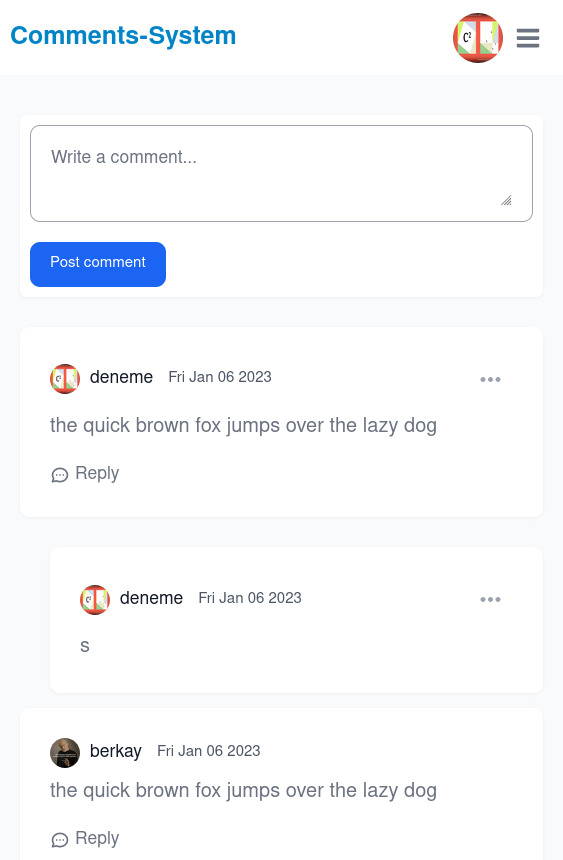 Comments-System
Write a comment...
Post comment
deneme Fri Jan 06 2023
the quick brown fox jumps over the lazy dog
Reply
deneme Fri Jan 06 2023
s
berkay Fri Jan 06 2023
the quick brown fox jumps over the lazy dog
Reply